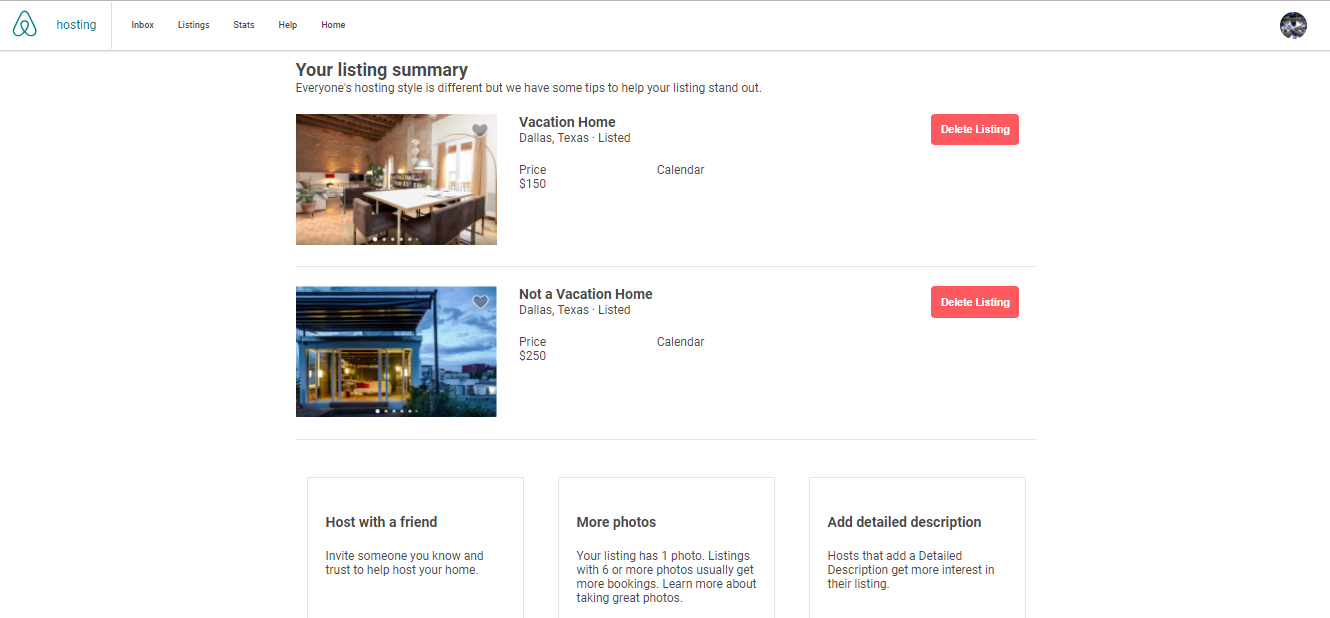 hosting
Inbox Listings Stats Help Home
Your listing summary
Everyone's hosting style is different but we have some tips to help your listing stand out.
Vacation Home
Delete Listing
Dallas, Texas · Listed
Price Calendar
$150
Not a Vacation Home
Delete Listing
Dallas, Texas · Listed
Price Calendar
$250
Host with a friend
Invite someone you know and
trust to help host your home.
More photos
Your listing has 1 photo. Listings
with 6 or more photos usually get
more bookings. Learn more about
taking great photos.
Add detailed description
Hosts that add a Detailed
Description get more interest in
their listing.